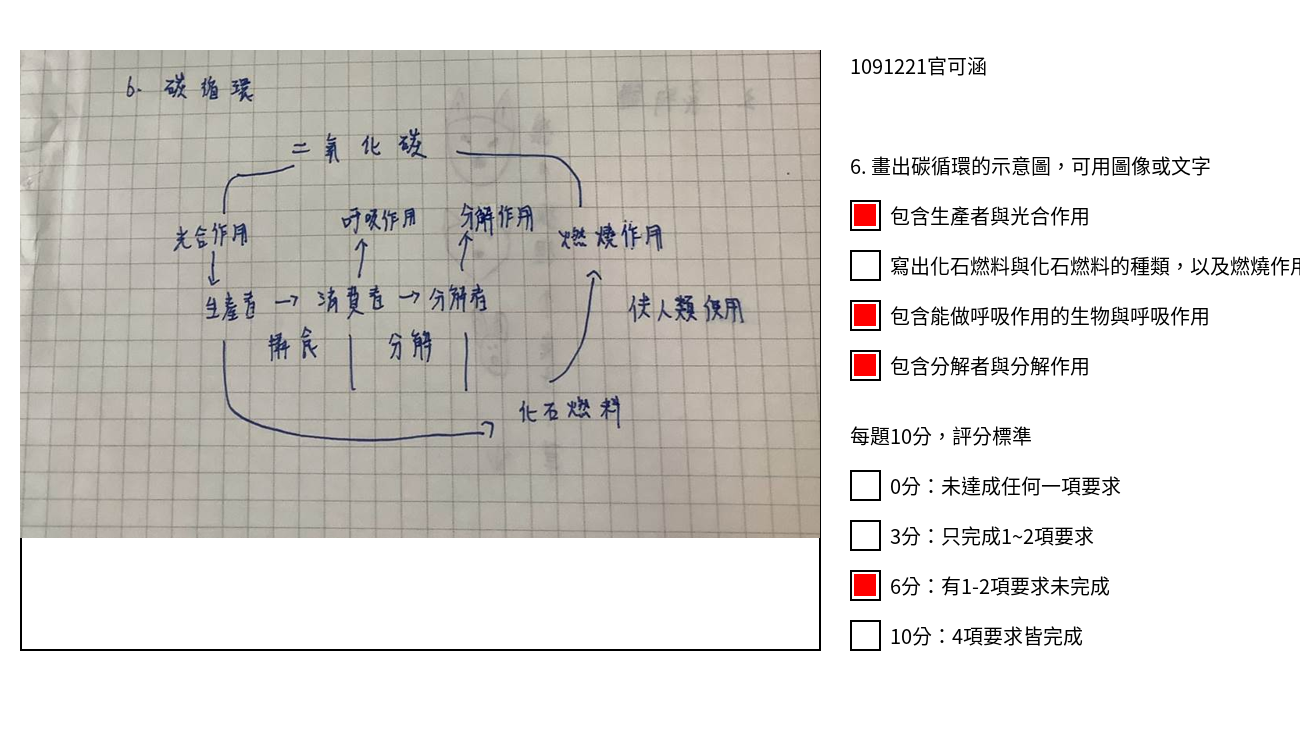 6. 碳循環
二氧化碳
光合作用
呼吸作用
分解作用
燃燒作用
生產者 → 消費者 → 分解者
供人類使用
攝食
分解
化石燃料
1091221官可涵
6. 畫出碳循環的示意圖，可用圖像或文字
包含生產者與光合作用
寫出化石燃料與化石燃料的種類，以及燃燒作用
包含能做呼吸作用的生物與呼吸作用
包含分解者與分解作用
每題10分，評分標準
0分：未達成任何一項要求
3分：只完成1~2項要求
6分：有1-2項要求未完成
10分：4項要求皆完成